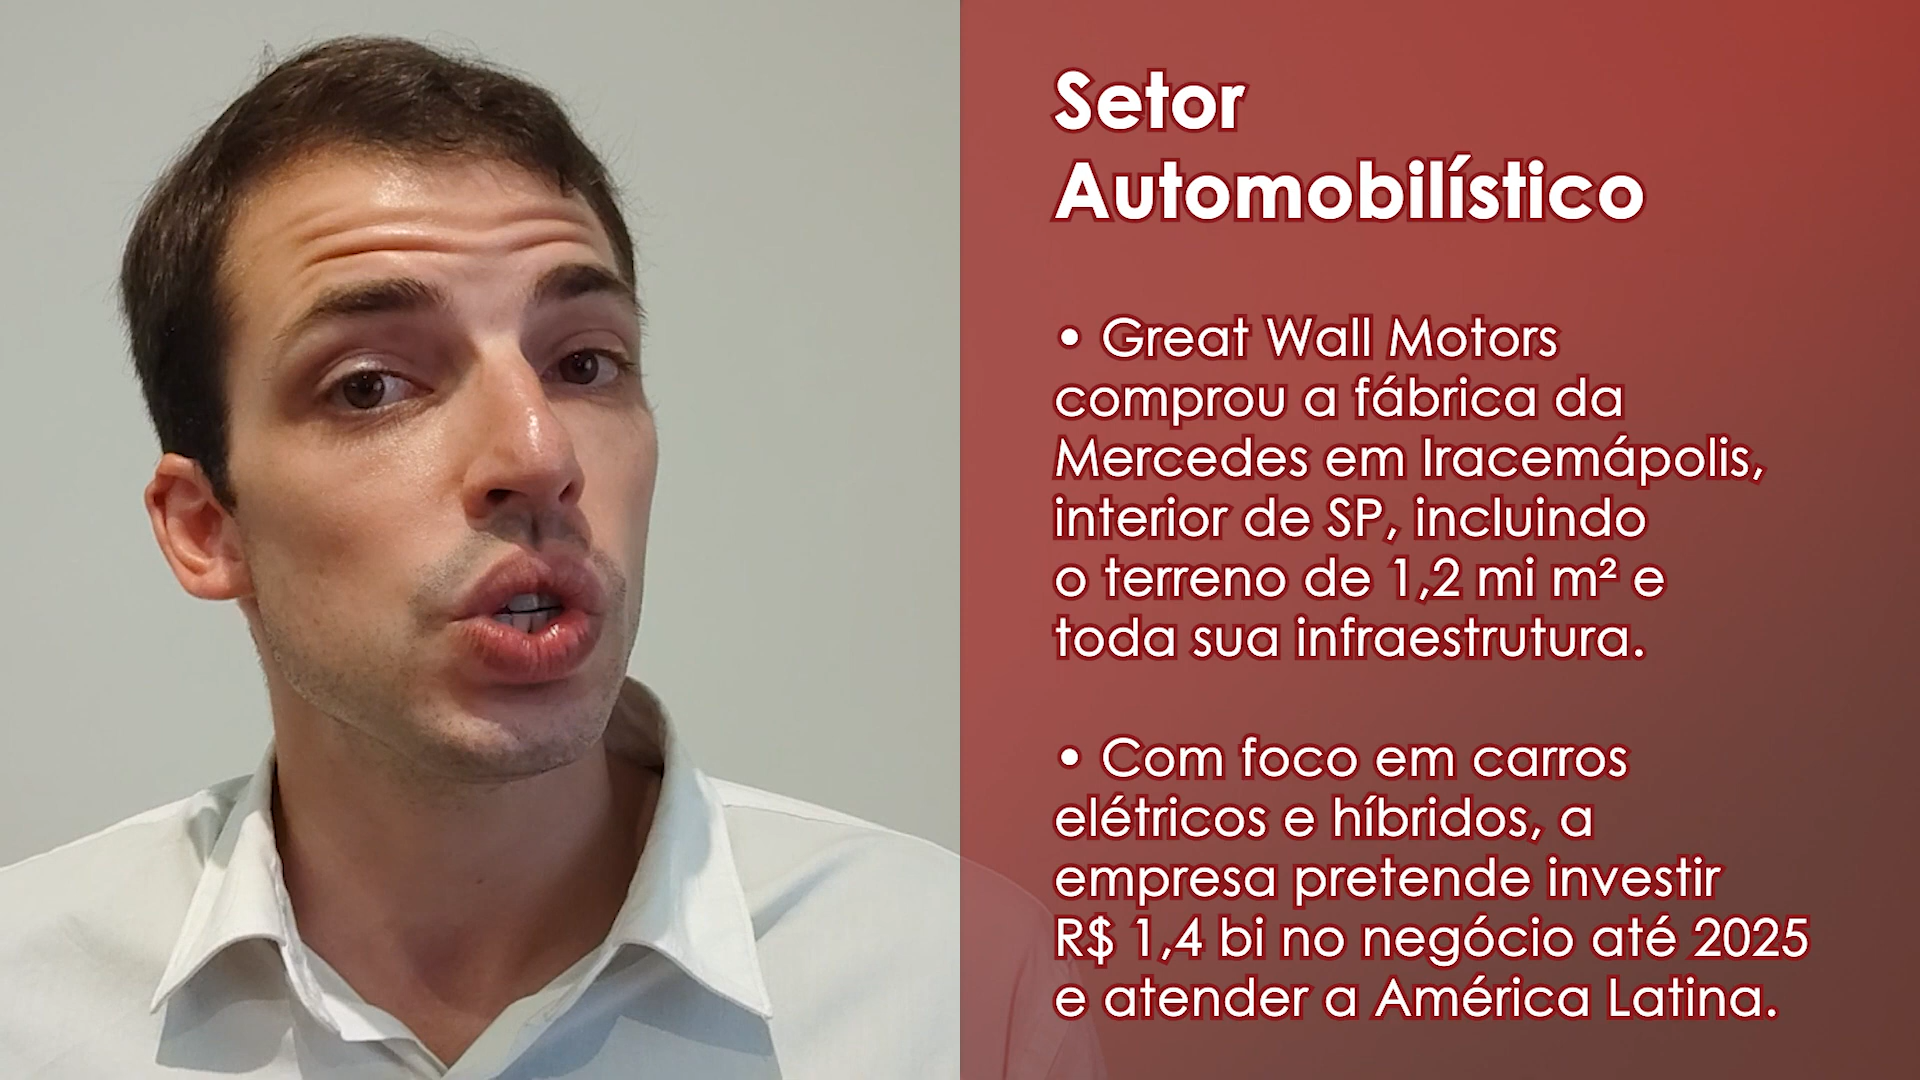 Setor
Automobilístico
• Great Wall Motors
comprou a fábrica da
Mercedes em Iracemápolis,
interior de SP, incluindo
o terreno de 1,2 mi m² e
toda sua infraestrutura.
• Com foco em carros
elétricos e híbridos, a
empresa pretende investir
R$ 1,4 bi no negócio até 2025
e atender a América Latina.